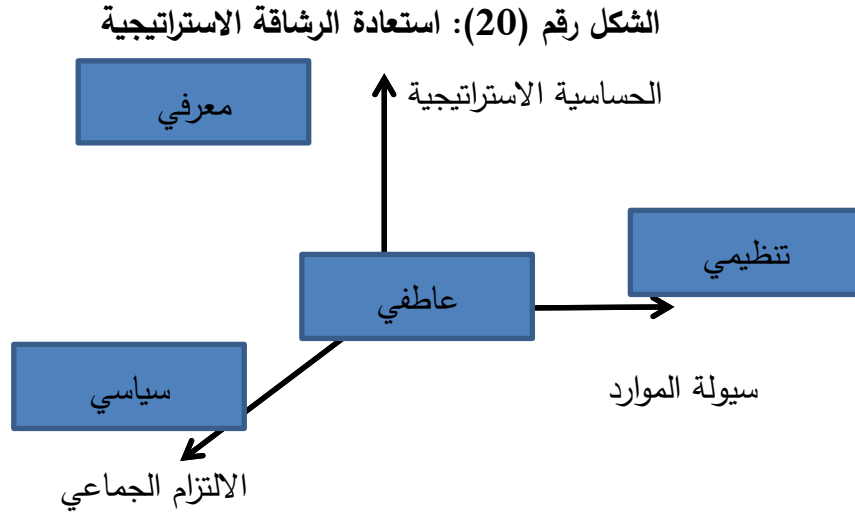 الشكل رقم (20): استعادة الرشاقة الاستراتيجية
الحساسية الاستراتيجية
معرفي
تنظيمي
عاطفي
سيولة الموارد
سياسي
الالتزام الجماعي